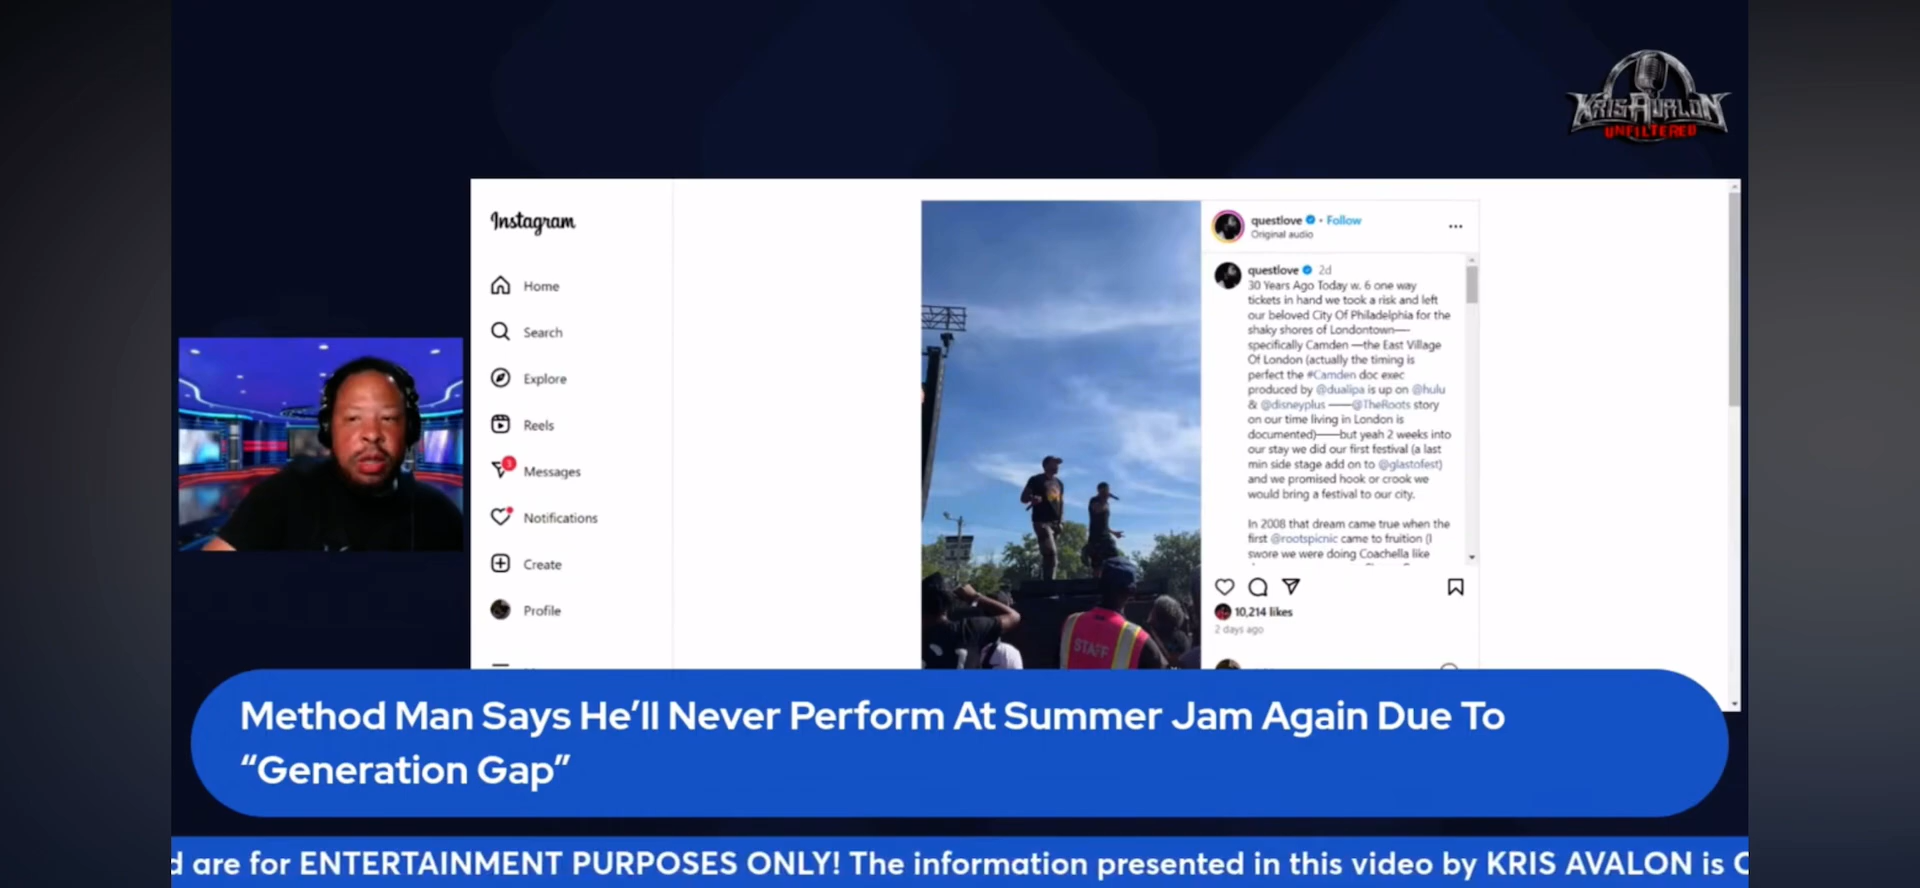 KRIS AVALON
UNFILTERED
Instagram
Home
Search
Explore
Reels
3
Messages
Notifications
Create
Profile
STAFF
questlove • Follow
Original audio
questlove 2d
30 Years Ago Today w. 6 one way
tickets in hand we took a risk and left
our beloved City Of Philadelphia for the
shaky shores of Londontown—
specifically Camden —the East Village
Of London (actually the timing is
perfect the #Camden doc exec
produced by @dualipa is up on @hulu
& @disneyplus ——@TheRoots story
on our time living in London is
documented)——but yeah 2 weeks into
our stay we did our first festival (a last
min side stage add on to @glastofest)
and we promised hook or crook we
would bring a festival to our city.
In 2008 that dream came true when the
first @rootspicnic came to fruition (I
swore we were doing Coachella like
10,214 likes
2 days ago
Method Man Says He’ll Never Perform At Summer Jam Again Due To
“Generation Gap”
d are for ENTERTAINMENT PURPOSES ONLY! The information presented in this video by KRIS AVALON is